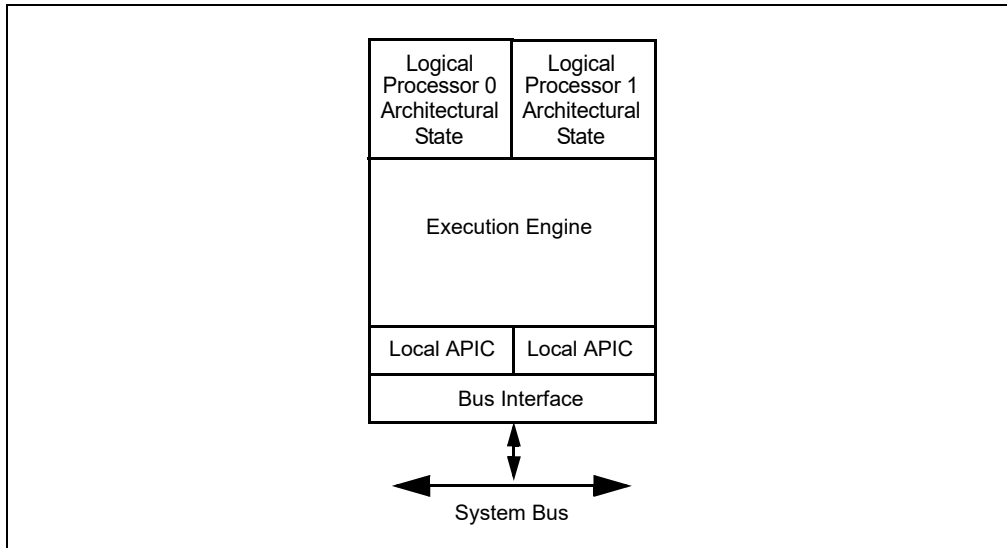 Logical
Processor 0
Architectural
State
Logical
Processor 1
Architectural
State
Execution Engine
Local APIC
Local APIC
Bus Interface
System Bus